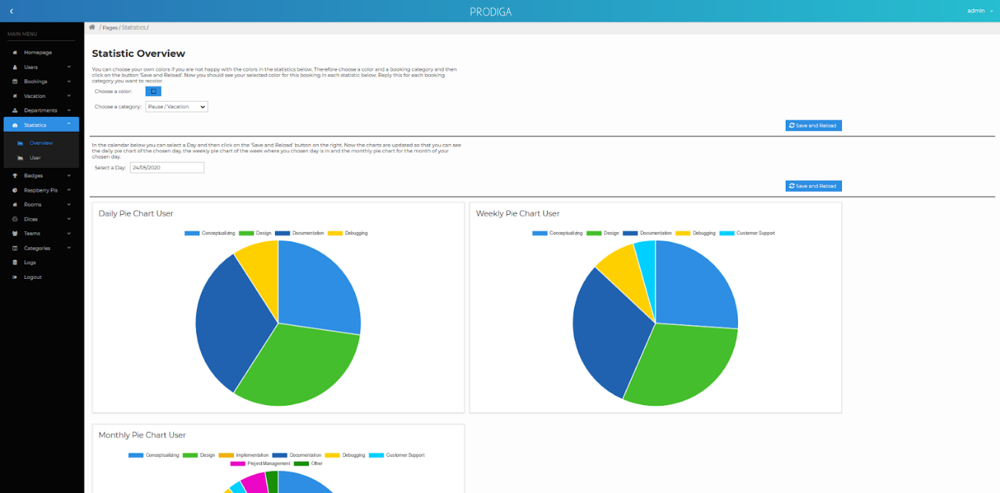 PRODIGA
admin
MAIN MENU
Homepage
Users
Bookings
Vacation
Departments
Statistics
Overview
User
Badges
Raspberry Pis
Rooms
Dices
Teams
Categories
Logs
Logout
/ Pages / Statistics /
Statistic Overview
You can choose your own colors if you are not happy with the colors in the statistics below. Therefore choose a color and a booking category and then
click on the button 'Save and Reload'. Now you should see your selected color for this booking in each statistic below. Reply this for each booking
category you want to recolor.
Choose a color:
Choose a category: Pause / Vacation
Save and Reload
In the calendar below you can select a Day and then click on the 'Save and Reload' button on the right. Now the charts are updated so that you can see
the daily pie chart of the chosen day, the weekly pie chart of the week where you chosen day is in and the monthly pie chart for the month of your
chosen day.
Select a Day: 24/05/2020
Save and Reload
Daily Pie Chart User
Conceptualizing Design Documentation Debugging
Weekly Pie Chart User
Conceptualizing Design Documentation Debugging Customer Support
Monthly Pie Chart User
Conceptualizing Design Implementation Documentation Debugging Customer Support
ProjectManagement Other